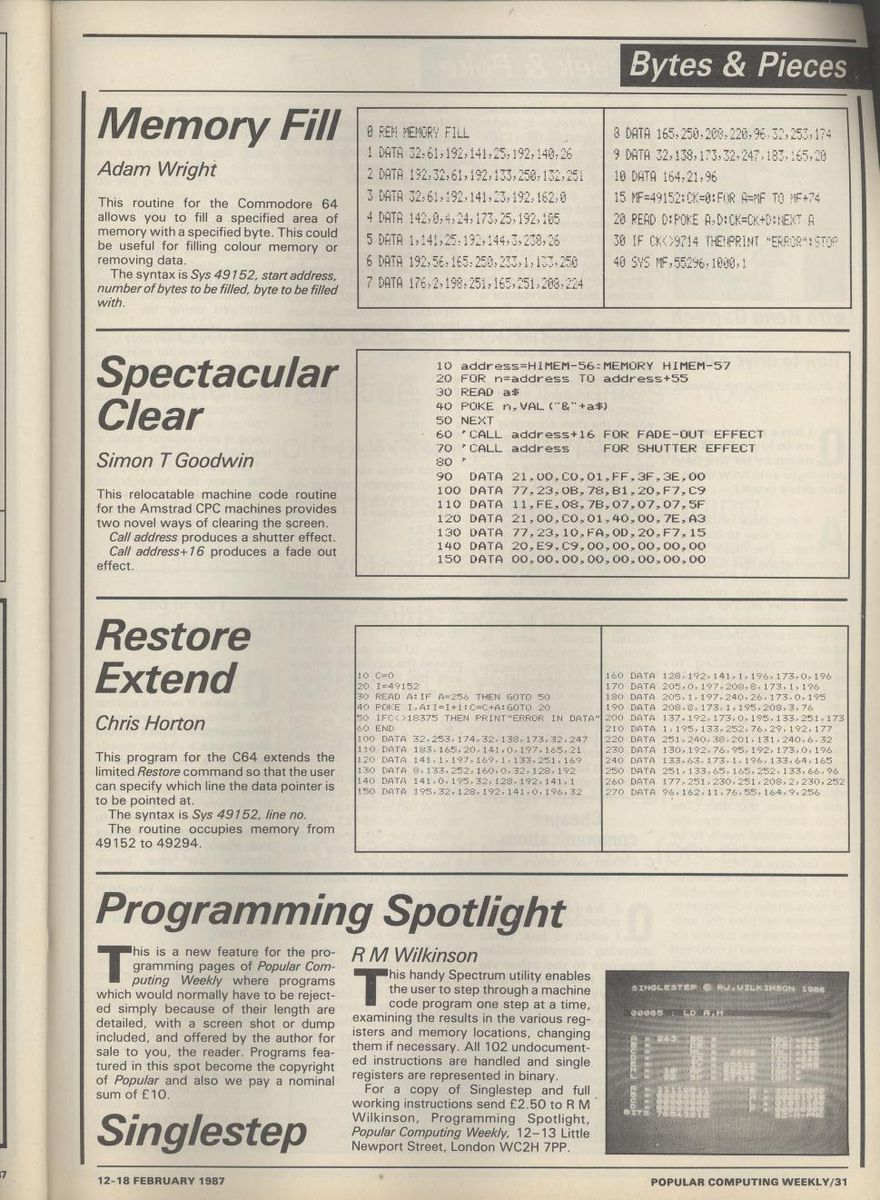 Bytes & Pieces
Memory Fill
Adam Wright
This routine for the Commodore 64
allows you to fill a specified area of
memory with a specified byte. This could
be useful for filling colour memory or
removing data.
The syntax is Sys 49152, start address,
number of bytes to be filled, byte to be filled
with.
0 REM MEMORY FILL
1 DATA 32,61,192,141,25,192,140,26
2 DATA 192,32,61,192,133,250,132,251
3 DATA 32,61,192,141,23,192,162,0
4 DATA 142,0,4,24,173,25,192,105
5 DATA 1,141,25,192,144,3,238,26
6 DATA 192,56,165,250,233,1,133,250
7 DATA 176,2,198,251,165,251,208,224
8 DATA 165,250,208,220,96,32,253,174
9 DATA 32,138,173,32,247,183,165,20
10 DATA 164,21,96
15 MF=49152:CK=0:FOR A=MF TO MF+74
20 READ D:POKE A,D:CK=CK+D:NEXT A
30 IF CK<>9714 THENPRINT "ERROR":STOP
40 SYS MF,55296,1000,1
Spectacular
Clear
Simon T Goodwin
This relocatable machine code routine
for the Amstrad CPC machines provides
two novel ways of clearing the screen.
Call address produces a shutter effect.
Call address+16 produces a fade out
effect.
10 address=HIMEM-56:MEMORY HIMEM-57
20 FOR n=address TO address+55
30 READ a$
40 POKE n,VAL("&"+a$)
50 NEXT
60 'CALL address+16 FOR FADE-OUT EFFECT
70 'CALL address    FOR SHUTTER EFFECT
80 '
90 DATA 21,00,C0,01,FF,3F,3E,00
100 DATA 77,23,0B,78,B1,20,F7,C9
110 DATA 11,FE,08,7B,07,07,07,5F
120 DATA 21,00,C0,01,40,00,7E,A3
130 DATA 77,23,10,FA,0D,20,F7,15
140 DATA 20,E9,C9,00,00,00,00,00
150 DATA 00,00,00,00,00,00,00,00
Restore
Extend
Chris Horton
This program for the C64 extends the
limited Restore command so that the user
can specify which line the data pointer is
to be pointed at.
The syntax is Sys 49152, line no.
The routine occupies memory from
49152 to 49294.
10 C=0
20 I=49152
30 READ A:IF A=256 THEN GOTO 50
40 POKE I,A:I=I+1:C=C+A:GOTO 20
50 IFC<>18375 THEN PRINT"ERROR IN DATA"
60 END
100 DATA 32,253,174,32,138,173,32,247
110 DATA 183,165,20,141,0,197,165,21
120 DATA 141,1,197,169,1,133,251,169
130 DATA 8,133,252,160,0,32,128,192
140 DATA 141,0,195,32,128,192,141,1
150 DATA 195,32,128,192,141,0,196,32
160 DATA 128,192,141,1,196,173,0,196
170 DATA 205,0,197,208,8,173,1,196
180 DATA 205,1,197,240,26,173,0,195
190 DATA 208,8,173,1,195,208,3,76
200 DATA 137,192,173,0,195,133,251,173
210 DATA 1,195,133,252,76,29,192,177
220 DATA 251,240,38,201,131,240,6,32
230 DATA 130,192,76,95,192,173,0,196
240 DATA 133,63,173,1,196,133,64,165
250 DATA 251,133,65,165,252,133,66,96
260 DATA 177,251,230,251,208,2,230,252
270 DATA 96,162,11,76,55,164,9,256
Programming Spotlight
This is a new feature for the pro-
gramming pages of Popular Com-
puting Weekly where programs
which would normally have to be reject-
ed simply because of their length are
detailed, with a screen shot or dump
included, and offered by the author for
sale to you, the reader. Programs fea-
tured in this spot become the copyright
of Popular and also we pay a nominal
sum of £10.
Singlestep
R M Wilkinson
This handy Spectrum utility enables
the user to step through a machine
code program one step at a time,
examining the results in the various reg-
isters and memory locations, changing
them if necessary. All 102 undocument-
ed instructions are handled and single
registers are represented in binary.
For a copy of Singlestep and full
working instructions send £2.50 to R M
Wilkinson, Programming Spotlight,
Popular Computing Weekly, 12-13 Little
Newport Street, London WC2H 7PP.
SINGLESTEP © RJ.WILKINSON 1986
00065 : LD A,H
12-18 FEBRUARY 1987
POPULAR COMPUTING WEEKLY/31